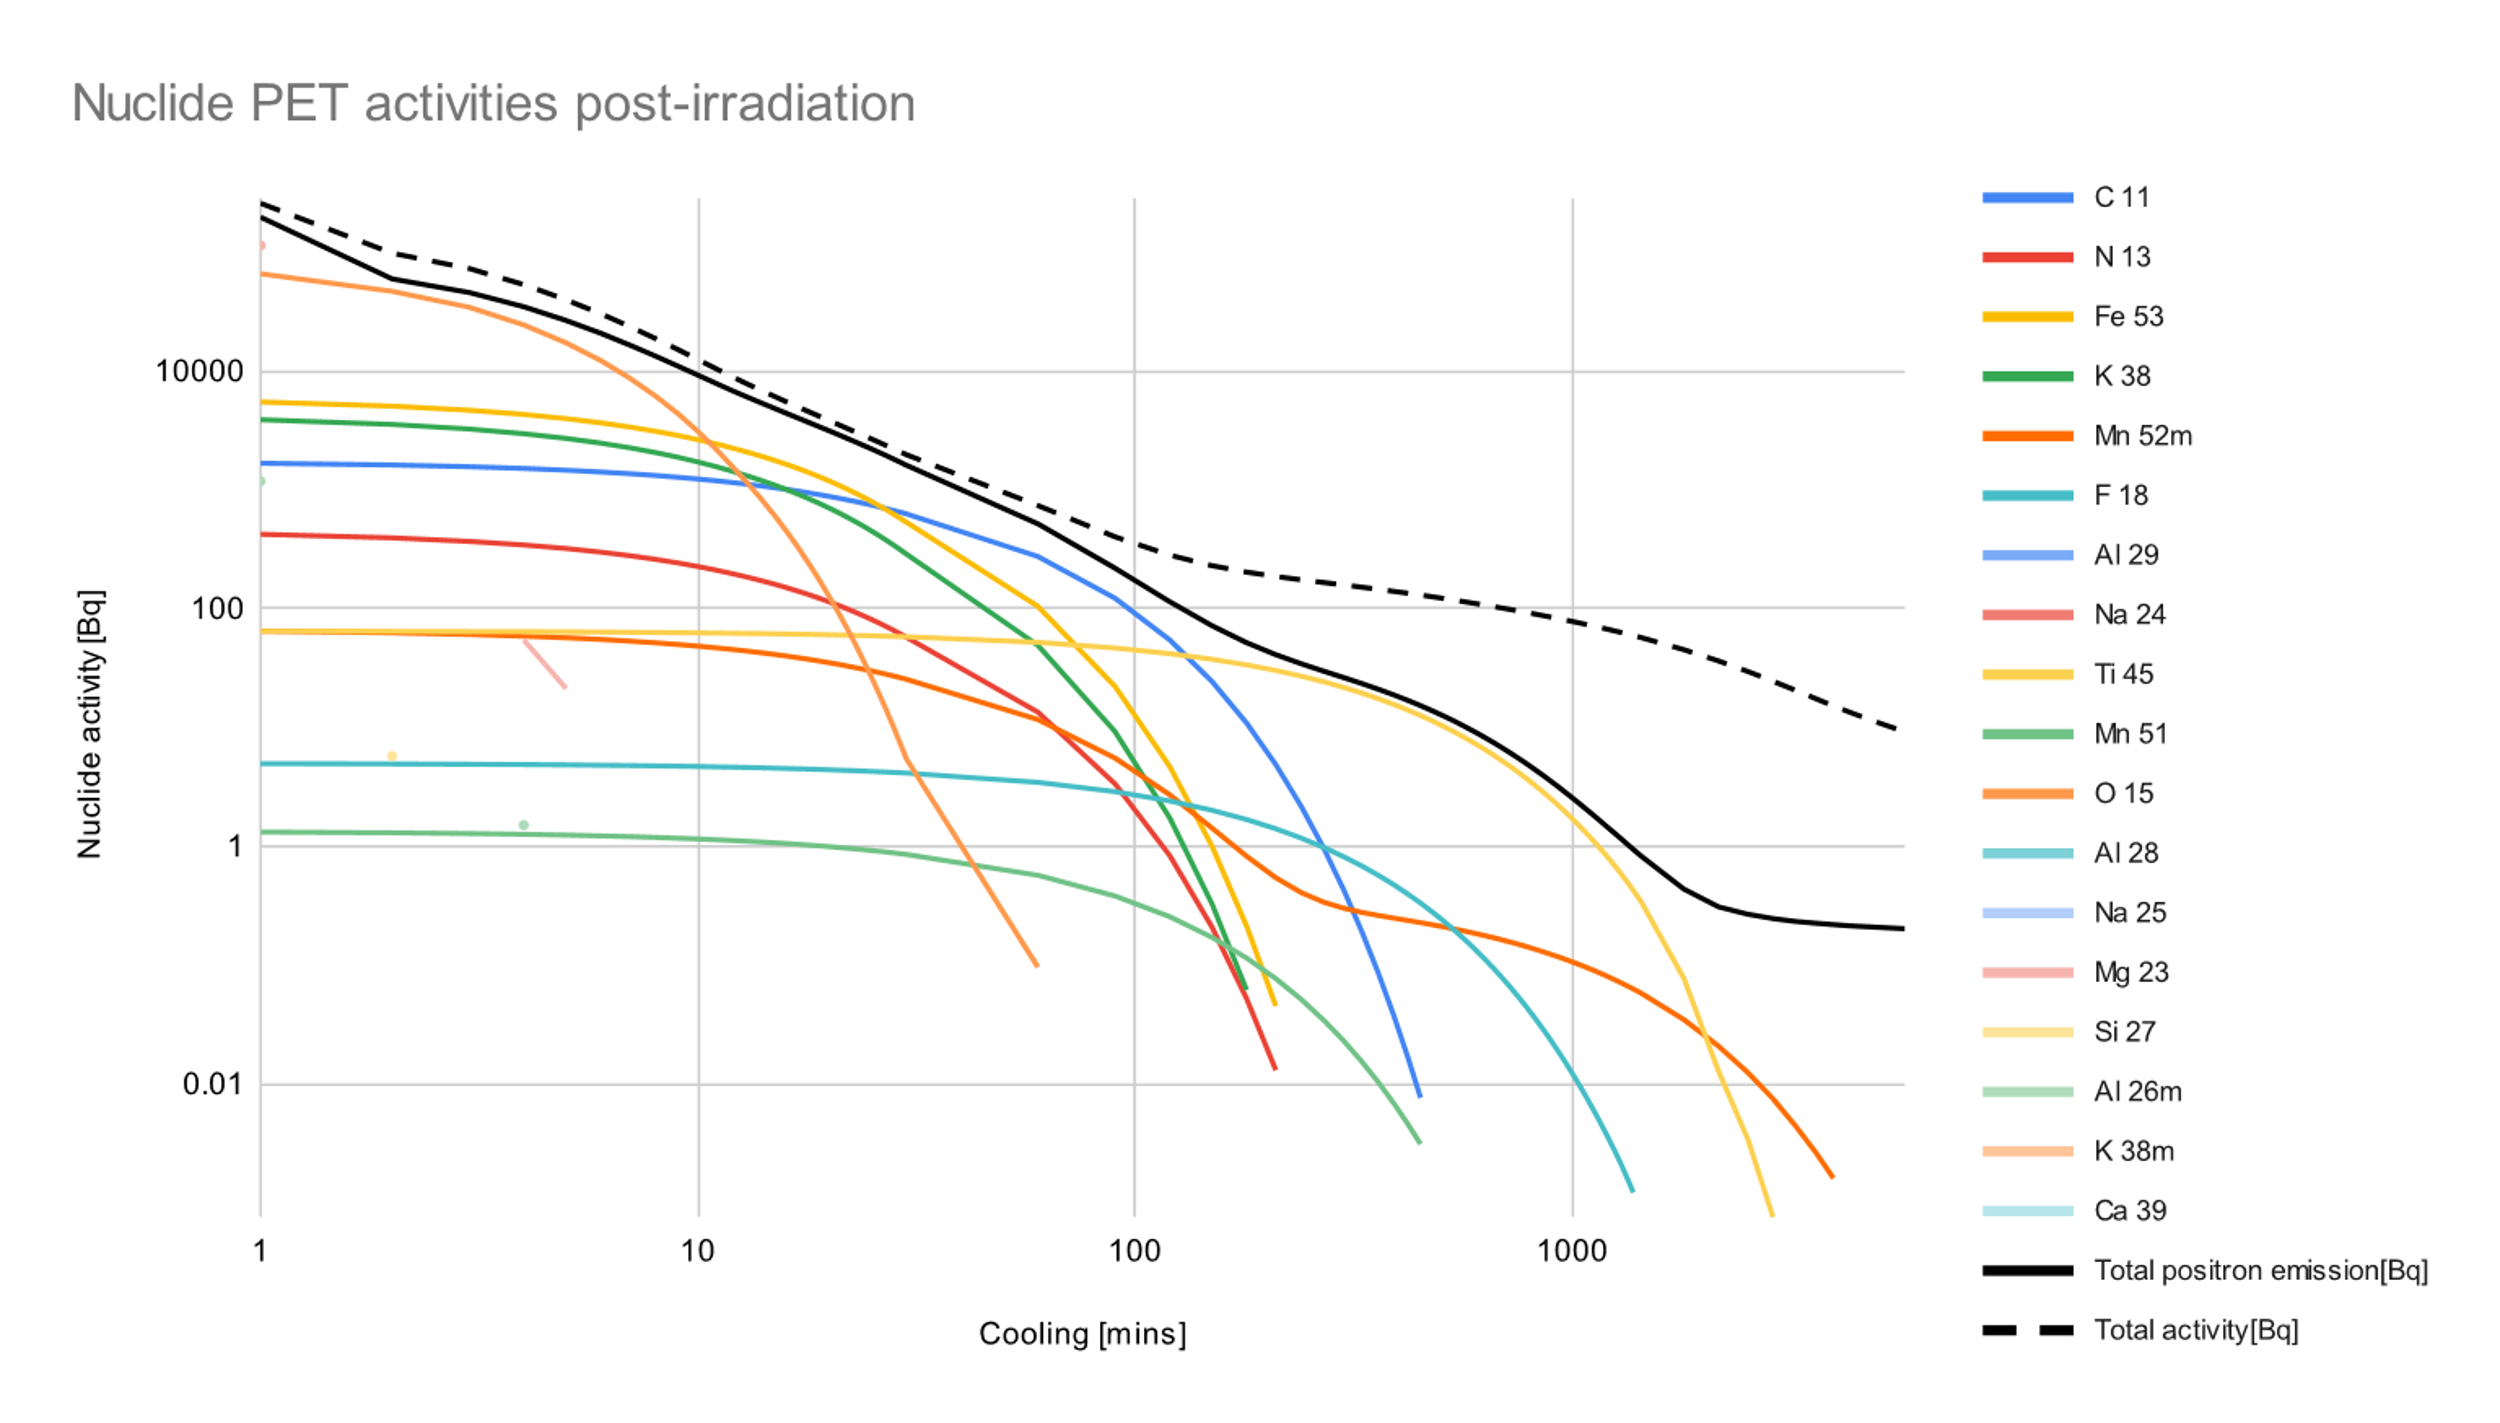 Nuclide PET activities post-irradiation
Nuclide activity[Bq]
10000
100
1
0.01
1
10
100
1000
Cooling [mins]
C 11
N 13
Fe 53
K 38
Mn 52m
F 18
Al 29
Na 24
Ti 45
Mn 51
O 15
Al 28
Na 25
Mg 23
Si 27
Al 26m
K 38m
Ca 39
Total positron emission[Bq]
Total activity[Bq]